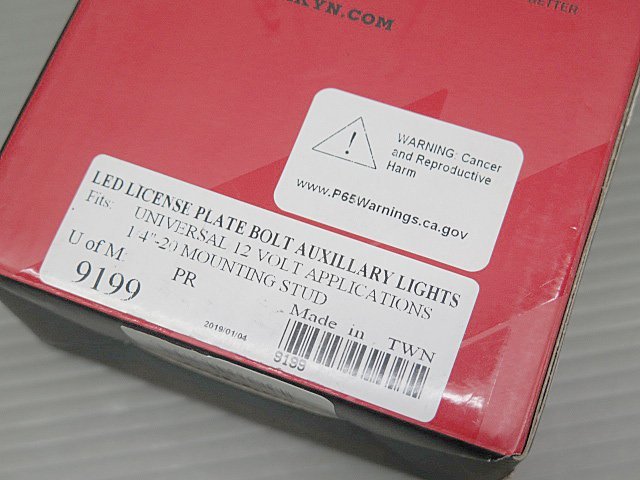 KYN.COM
BETTER
WARNING: Cancer
and Reproductive
Harm
www.P65Warnings.ca.gov
LED LICENSE PLATE BOLT AUXILLARY LIGHTS
Fits: UNIVERSAL 12 VOLT APPLICATIONS
1/4"-20 MOUNTING STUD
U of M: PR
9199
Made in TWN
2019/01/04
9199